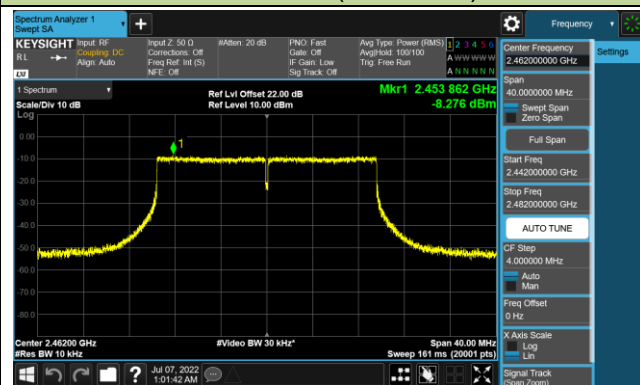 Spectrum Analyzer 1
Swept SA
Frequency
KEYSIGHT
RL
Input: RF
Coupling: DC
Align: Auto
Input Z: 50 Ω
Corrections: Off
Freq Ref: Int (S)
NFE: Off
#Atten: 20 dB
PNO: Fast
Gate: Off
IF Gain: Low
Sig Track: Off
Avg Type: Power (RMS)
Avg|Hold: 100/100
Trig: Free Run
1 2 3 4 5 6
A W W W W W
A N N N N N
LXI
1 Spectrum
Scale/Div 10 dB
Log
Ref Lvl Offset 22.00 dB
Ref Level 10.00 dBm
Mkr1 2.453 862 GHz
-8.276 dBm
1
0.00
-10.0
-20.0
-30.0
-40.0
-50.0
-60.0
-70.0
-80.0
Center 2.46200 GHz
#Res BW 10 kHz
#Video BW 30 kHz*
Span 40.00 MHz
Sweep 161 ms (20001 pts)
Jul 07, 2022
1:01:42 AM
Center Frequency
2.462000000 GHz
Settings
Span
40.0000000 MHz
Swept Span
Zero Span
Full Span
Start Freq
2.442000000 GHz
Stop Freq
2.482000000 GHz
AUTO TUNE
CF Step
4.000000 MHz
Auto
Man
Freq Offset
0 Hz
X Axis Scale
Log
Lin
Signal Track
(Span Zoom)